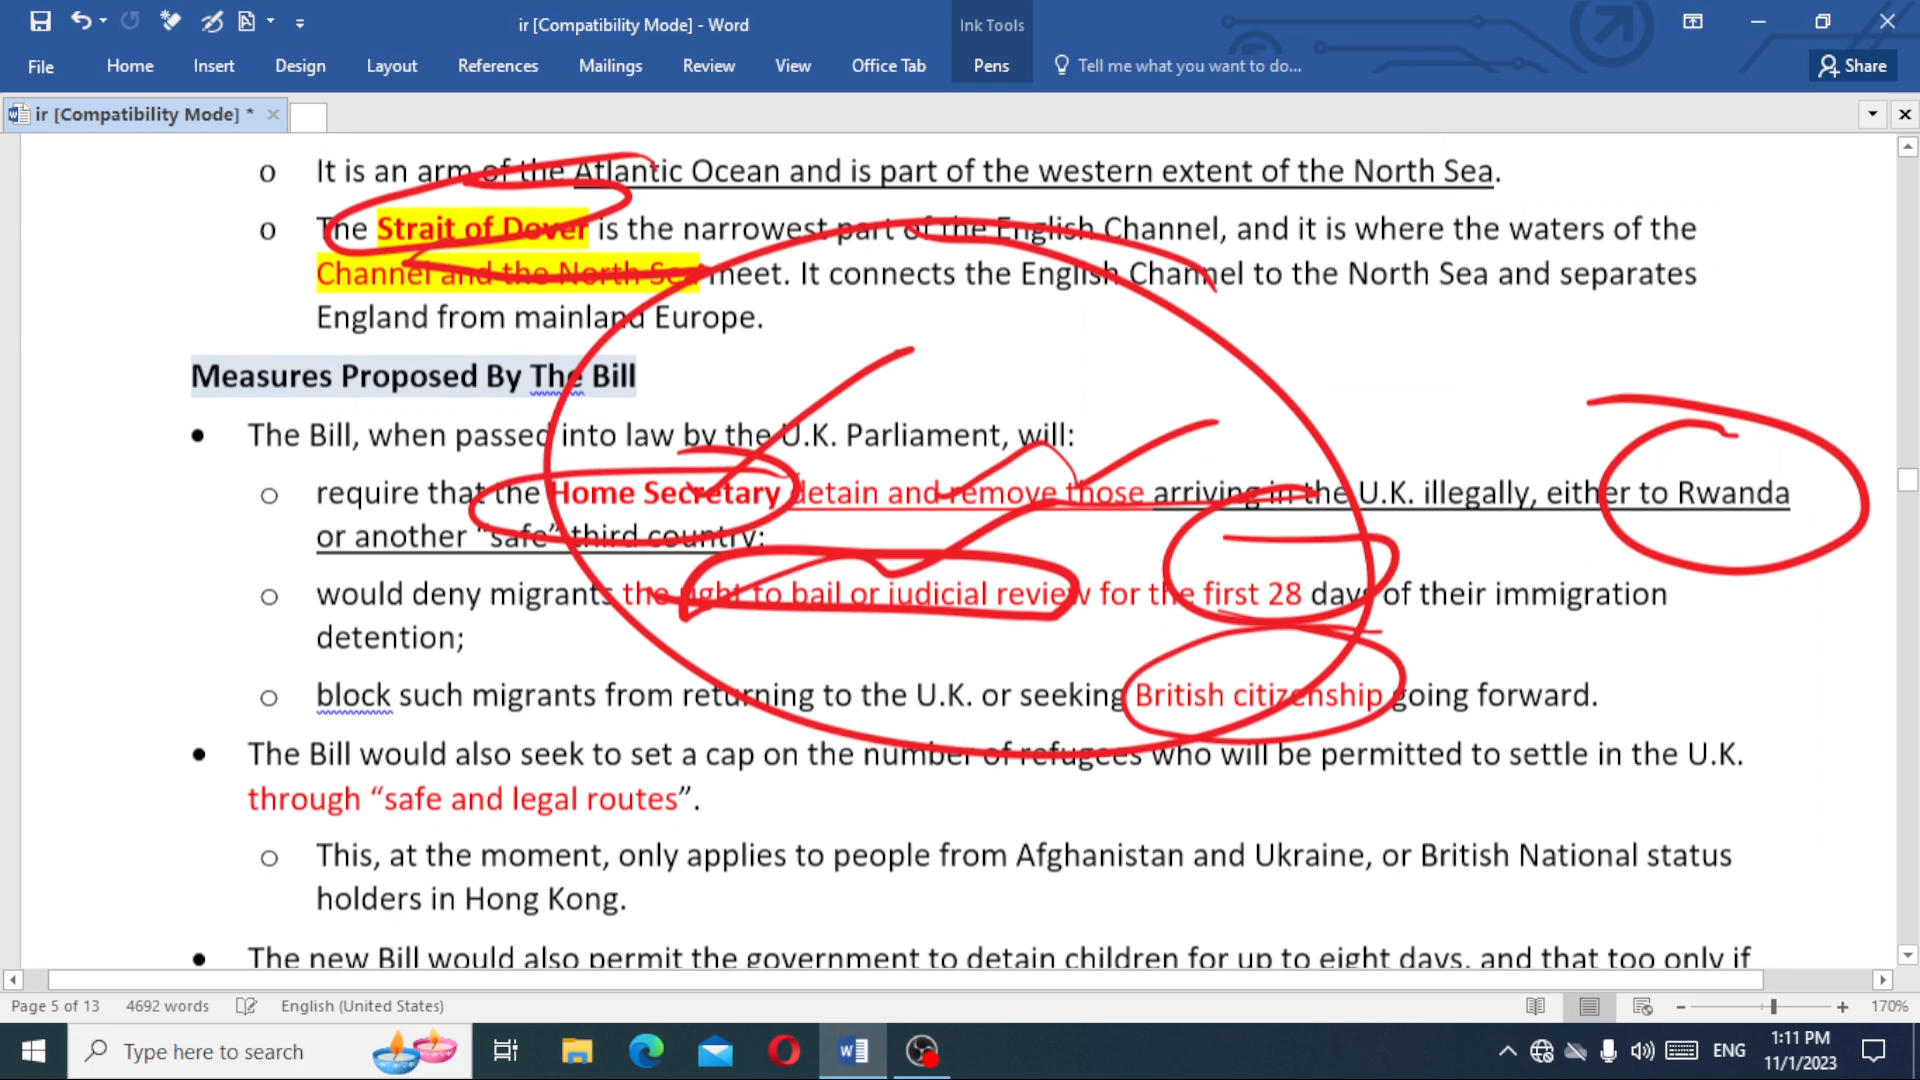 ir [Compatibility Mode] - Word
Ink Tools
File Home Insert Design Layout References Mailings Review View Office Tab Pens Tell me what you want to do... Share
ir [Compatibility Mode] *
o It is an arm of the Atlantic Ocean and is part of the western extent of the North Sea.
o The Strait of Dover is the narrowest part of the English Channel, and it is where the waters of the
Channel and the North Sea meet. It connects the English Channel to the North Sea and separates
England from mainland Europe.
Measures Proposed By The Bill
• The Bill, when passed into law by the U.K. Parliament, will:
o require that the Home Secretary detain and remove those arriving in the U.K. illegally, either to Rwanda
or another “safe” third country;
o would deny migrants the right to bail or judicial review for the first 28 days of their immigration
detention;
o block such migrants from returning to the U.K. or seeking British citizenship going forward.
• The Bill would also seek to set a cap on the number of refugees who will be permitted to settle in the U.K.
through “safe and legal routes”.
o This, at the moment, only applies to people from Afghanistan and Ukraine, or British National status
holders in Hong Kong.
• The new Bill would also permit the government to detain children for up to eight days, and that too only if
Page 5 of 13 4692 words English (United States) 170%
Type here to search
ENG
1:11 PM
11/1/2023